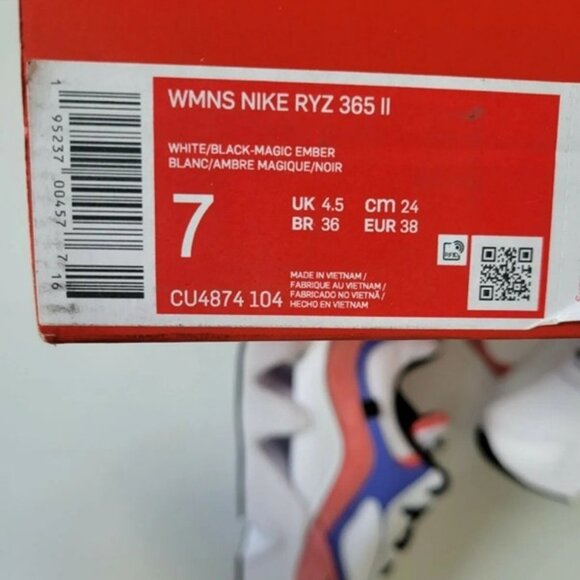 WMNS NIKE RYZ 365 II
WHITE/BLACK-MAGIC EMBER
BLANC/AMBRE MAGIQUE/NOIR
7
UK 4.5 cm 24
BR 36 EUR 38
MADE IN VIETNAM /
FABRIQUE AU VIETNAM /
FABRICADO NO VIETNÃ /
HECHO EN VIETNAM
CU4874 104
1 95237 00457 7 16